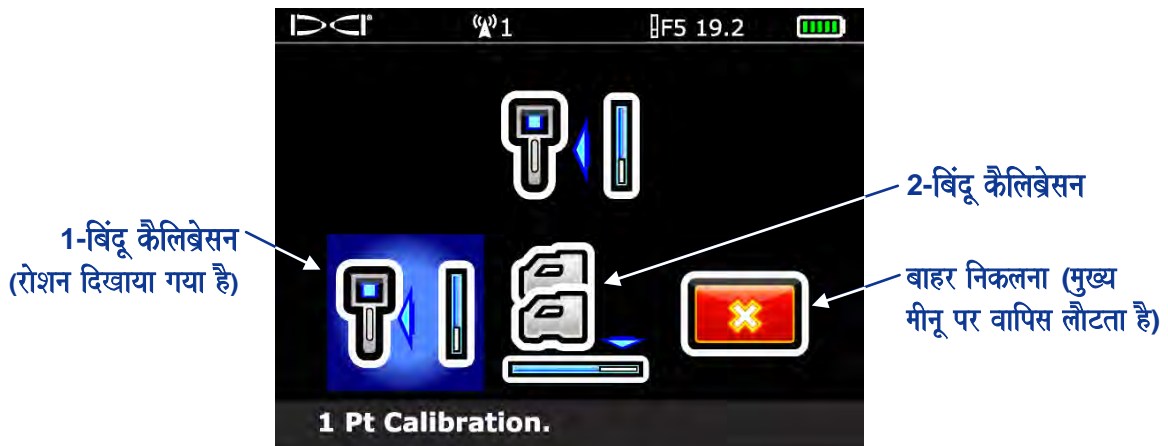 DCI
1
F5 19.2
2-बिंदू कैलिब्रेसन
1-बिंदू कैलिब्रेसन
(रोशन दिखाया गया है)
बाहर निकलना (मुख्य
मीनू पर वापिस लौटता है)
1 Pt Calibration.